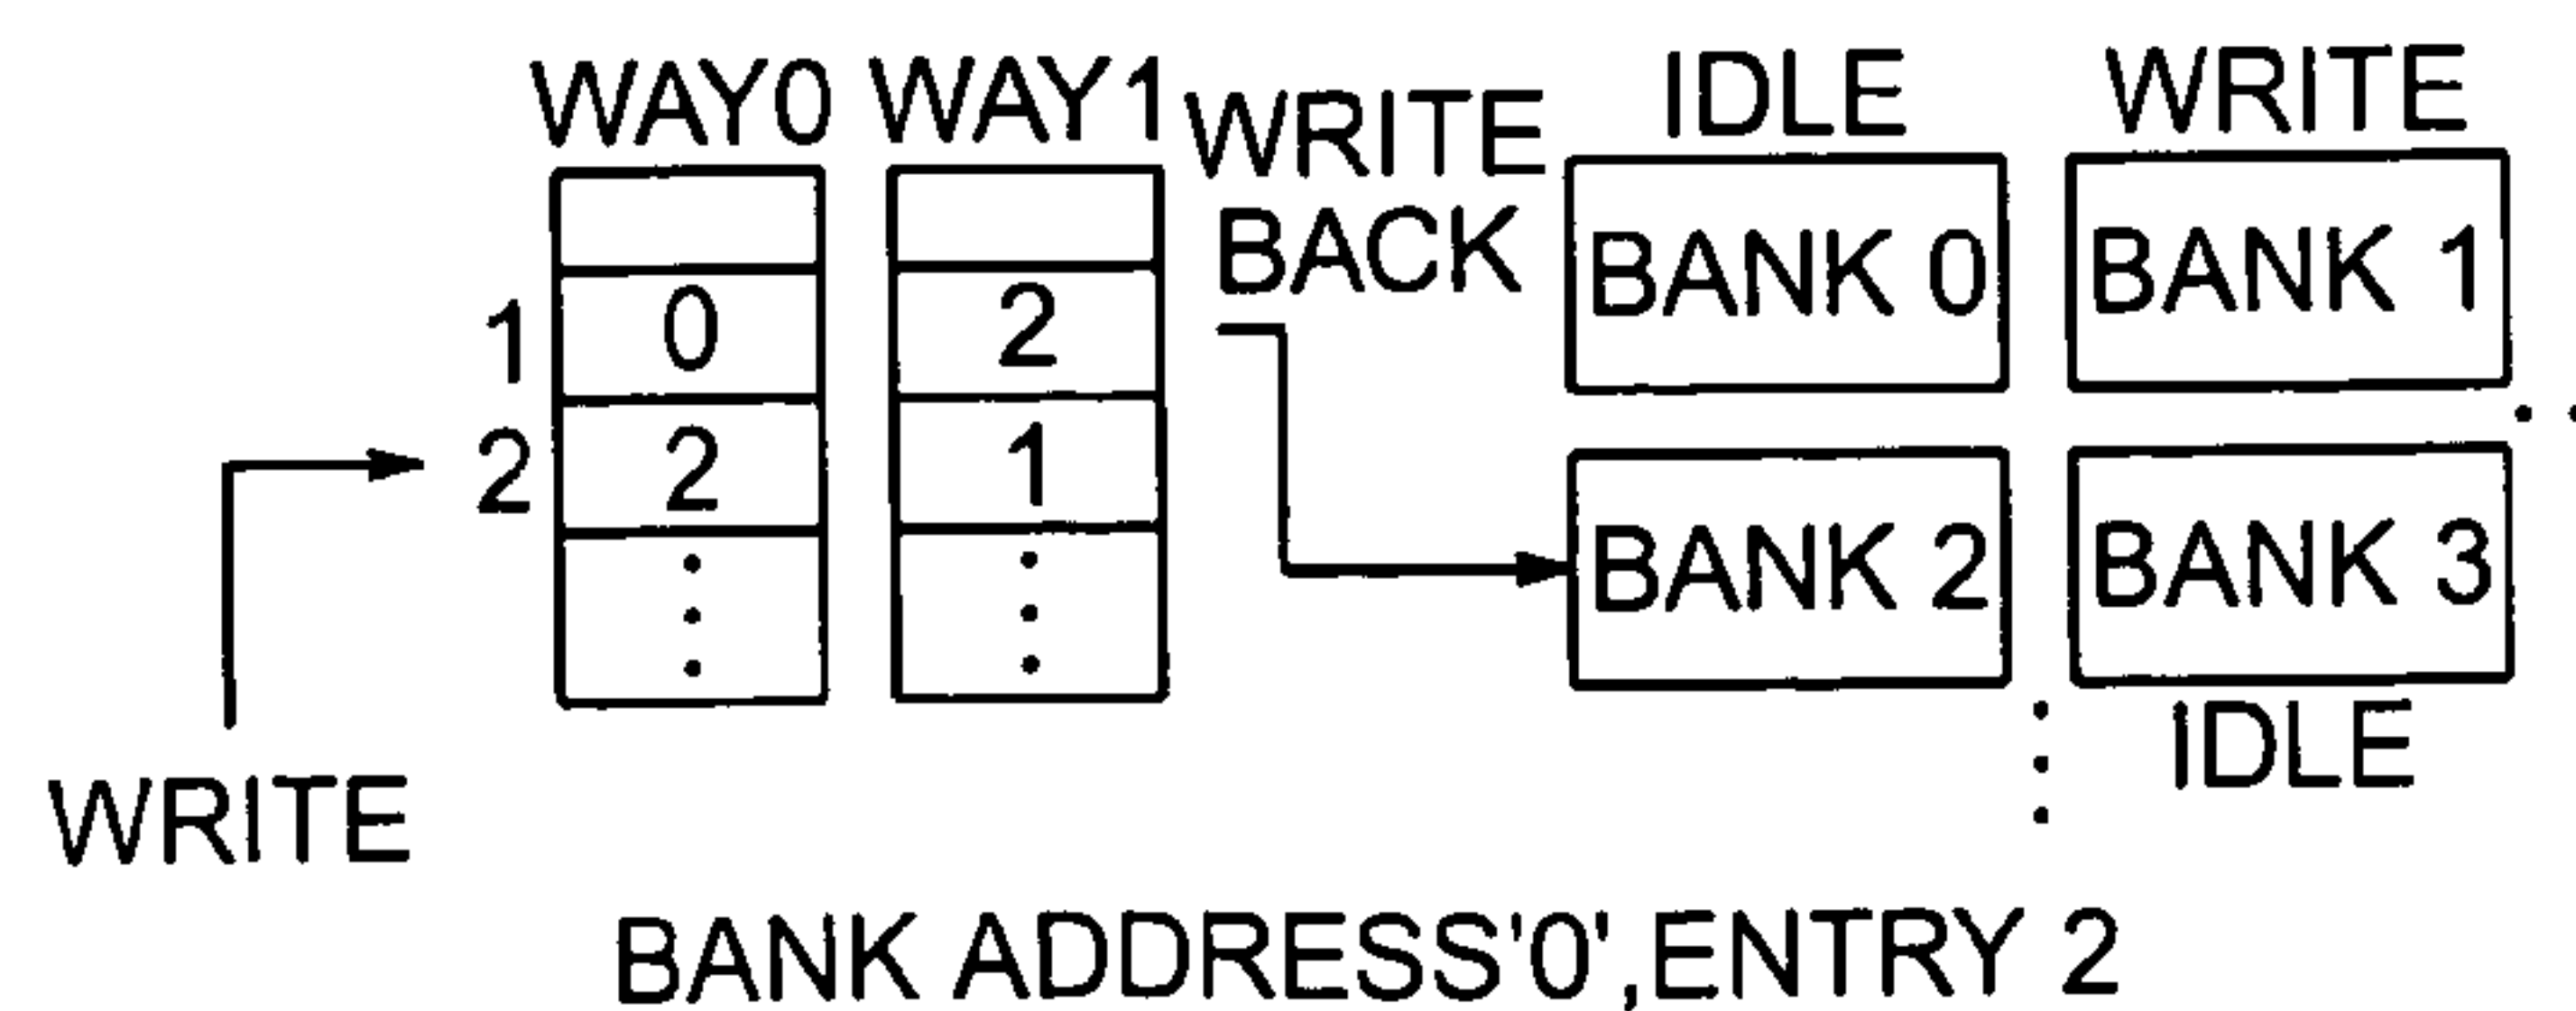 WAY0 WAY1 WRITE BACK IDLE WRITE
BANK 0 BANK 1
1 0 2
2 2 1
BANK 2 BANK 3
IDLE
WRITE
BANK ADDRESS'0',ENTRY 2